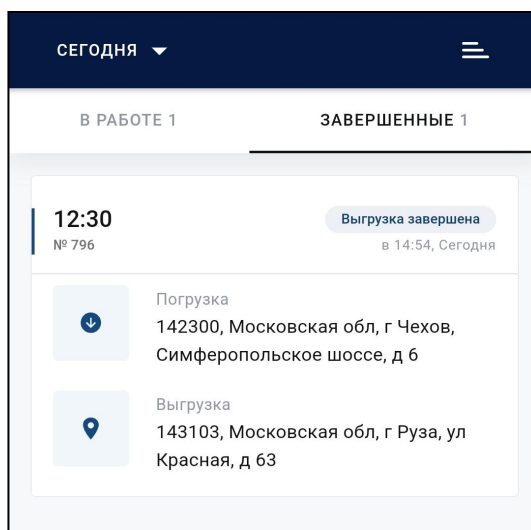 СЕГОДНЯ
В РАБОТЕ 1
ЗАВЕРШЕННЫЕ 1
12:30
Выгрузка завершена
№ 796
в 14:54, Сегодня
Погрузка
142300, Московская обл, г Чехов,
Симферопольское шоссе, д 6
Выгрузка
143103, Московская обл, г Руза, ул
Красная, д 63